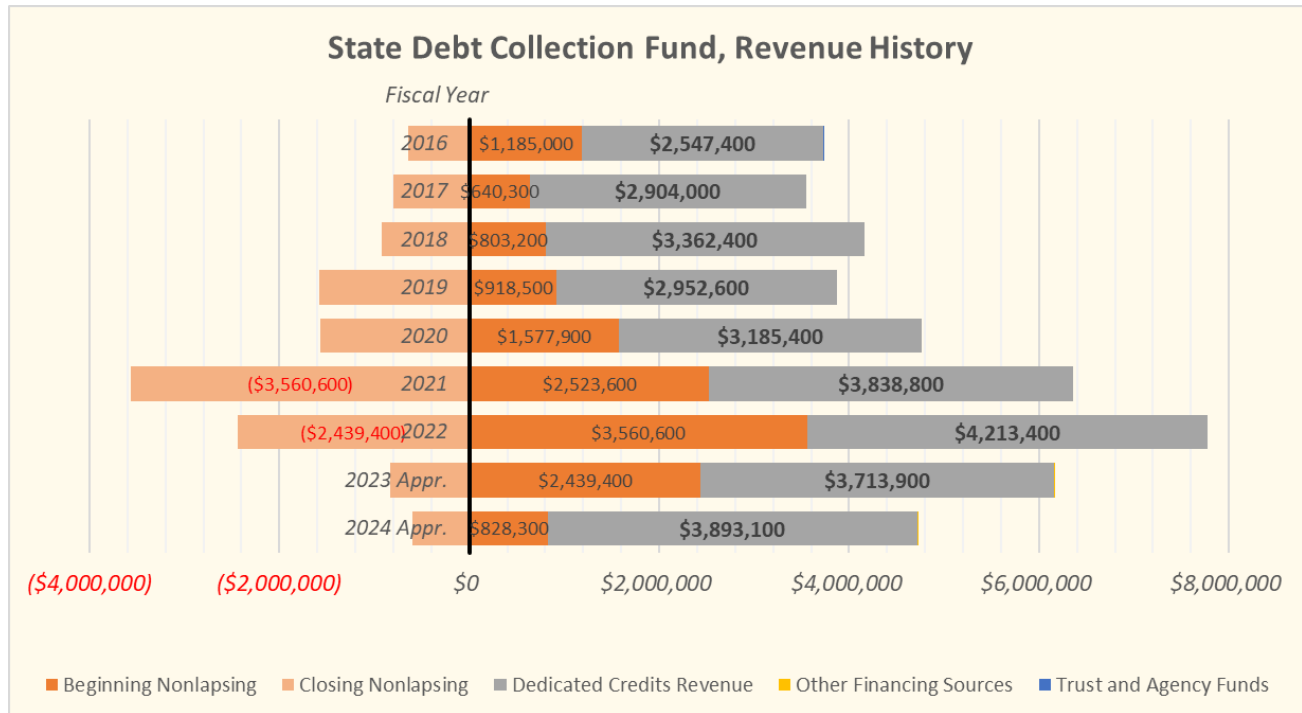 State Debt Collection Fund, Revenue History
Fiscal Year
2016 $1,185,000 $2,547,400
2017 $640,300 $2,904,000
2018 $803,200 $3,362,400
2019 $918,500 $2,952,600
2020 $1,577,900 $3,185,400
($3,560,600) 2021 $2,523,600 $3,838,800
($2,439,400) 2022 $3,560,600 $4,213,400
2023 Appr. $2,439,400 $3,713,900
2024 Appr. $828,300 $3,893,100
($4,000,000) ($2,000,000) $0 $2,000,000 $4,000,000 $6,000,000 $8,000,000
Beginning Nonlapsing Closing Nonlapsing Dedicated Credits Revenue Other Financing Sources Trust and Agency Funds